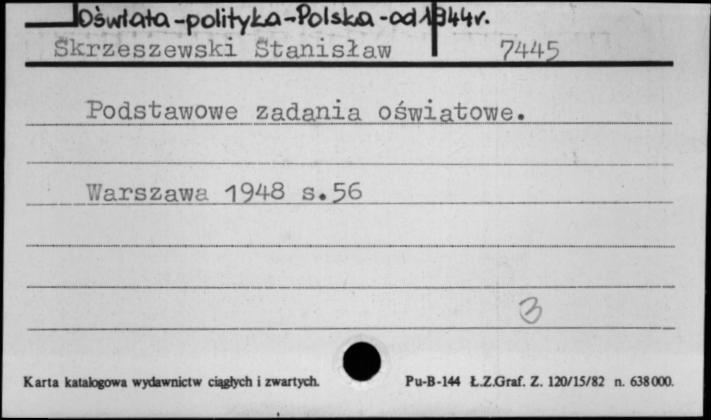 Oświata-polityka-Polska-od 1944r.
Skrzeszewski Stanisław 7445
Podstawowe zadania oświatowe.
Warszawa 1948 s.56
3
Karta katalogowa wydawnictw ciągłych i zwartych. Pu-B-144 Ł.Z.Graf. Z. 120/15/82 n. 638000.